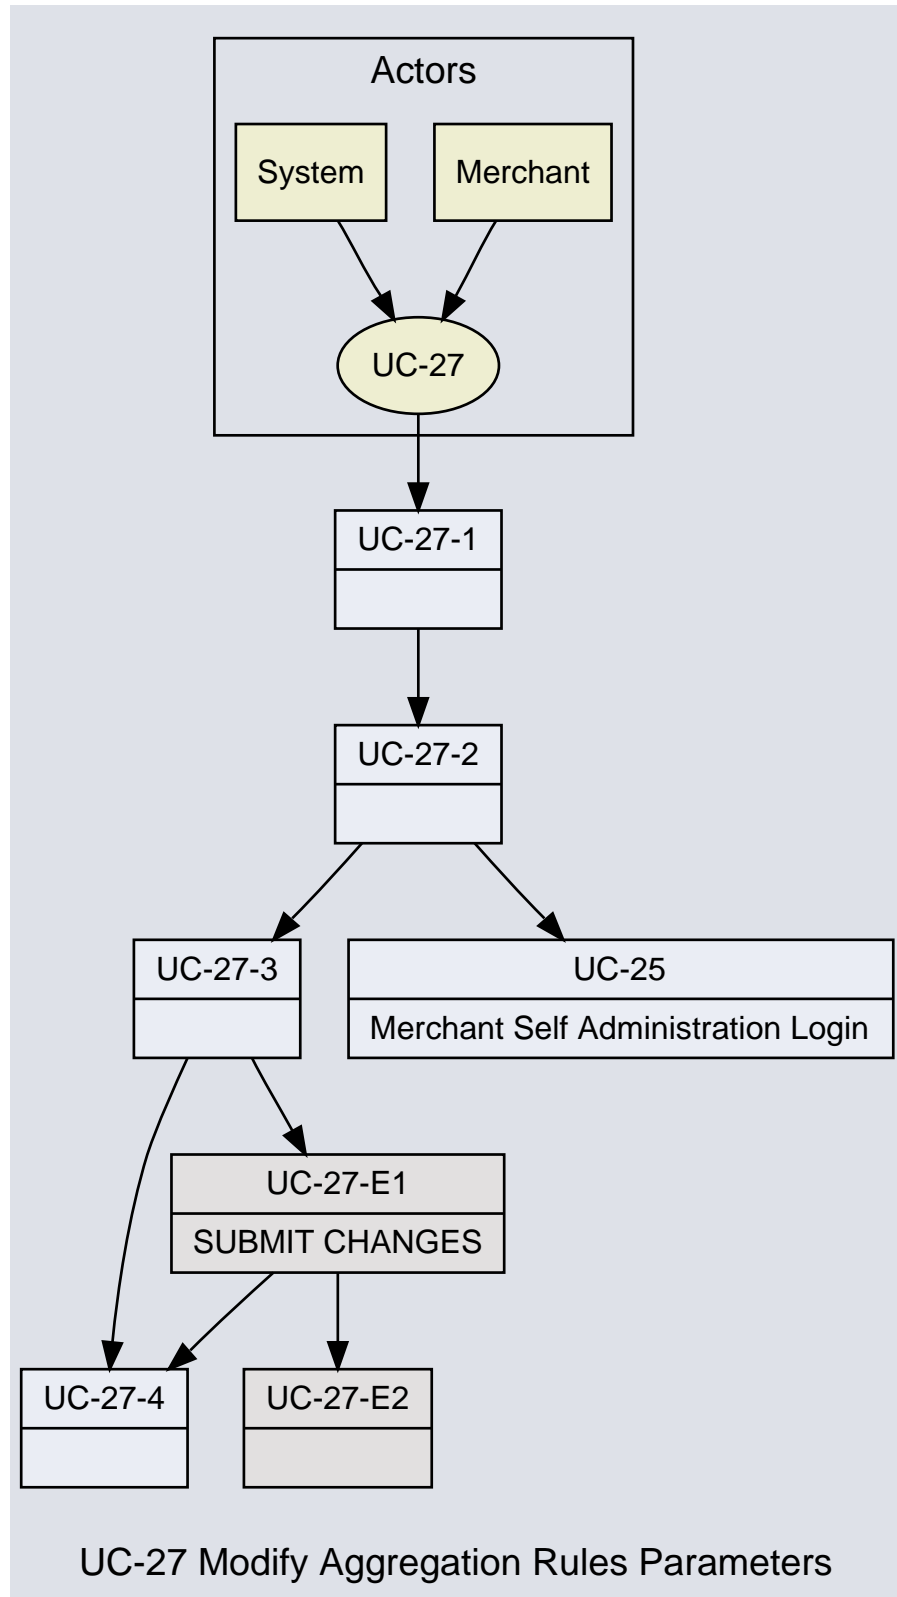 Actors
System
Merchant
UC-27
UC-27-1
UC-27-2
UC-27-3
UC-25
Merchant Self Administration Login
UC-27-E1
SUBMIT CHANGES
UC-27-4
UC-27-E2
UC-27 Modify Aggregation Rules Parameters